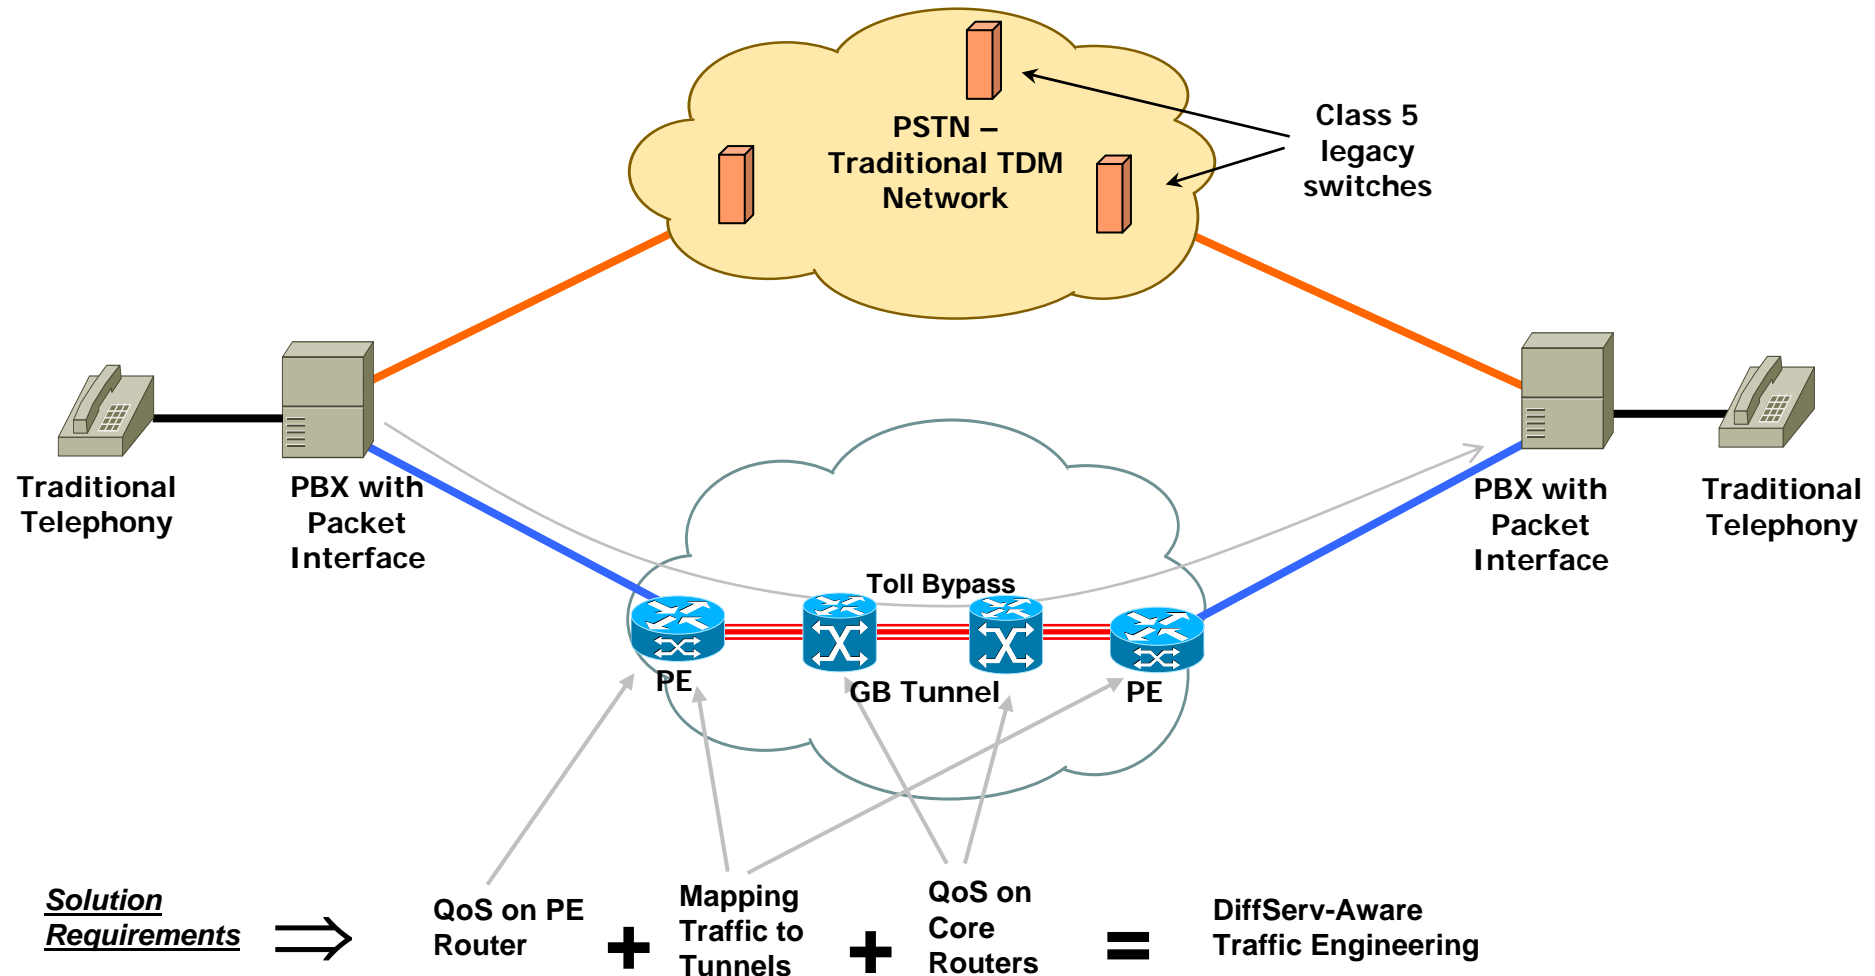 PSTN –
Traditional TDM
Network
Class 5
legacy
switches
Traditional
Telephony
PBX with
Packet
Interface
PBX with
Packet
Interface
Traditional
Telephony
Toll Bypass
PE
GB Tunnel
PE
Solution
Requirements
QoS on PE
Router
+
Mapping
Traffic to
Tunnels
+
QoS on
Core
Routers
=
DiffServ-Aware
Traffic Engineering